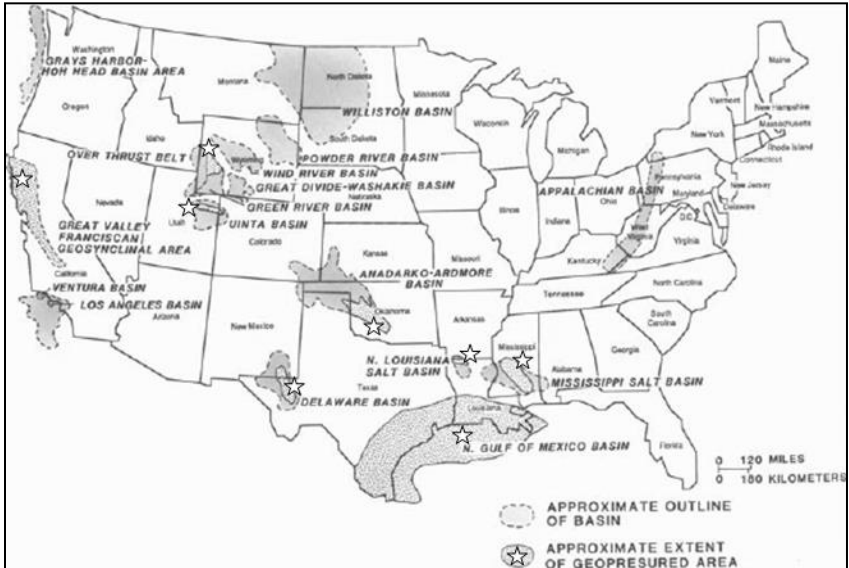 Washington
GRAYS HARBOR-
HOH HEAD BASIN AREA
Oregon
Montana
North Dakota
Minnesota
Idaho
WILLISTON BASIN
South Dakota
Wisconsin
Michigan
Maine
Vermont
New Hampshire
Massachusetts
New York
Rhode Island
Connecticut
OVER THRUST BELT
Wyoming
POWDER RIVER BASIN
WIND RIVER BASIN
GREAT DIVIDE-WASHAKIE BASIN
Nebraska
GREEN RIVER BASIN
Nevada
Utah
UINTA BASIN
Colorado
Iowa
Illinois
Indiana
Ohio
APPALACHIAN BASIN
Pennsylvania
Maryland
New Jersey
Delaware
D.C.
West
Virginia
Virginia
GREAT VALLEY
FRANCISCAN
GEOSYNCLINAL AREA
California
Kansas
Missouri
Kentucky
ANADARKO-ARDMORE
BASIN
VENTURA BASIN
LOS ANGELES BASIN
Arizona
New Mexico
Oklahoma
Arkansas
Tennessee
North Carolina
South
Carolina
N. LOUISIANA
SALT BASIN
Mississippi
Alabama
Georgia
MISSISSIPPI SALT BASIN
Texas
DELAWARE BASIN
Louisiana
N. GULF OF MEXICO BASIN
Florida
0 120 MILES
0 180 KILOMETERS
APPROXIMATE OUTLINE
OF BASIN
APPROXIMATE EXTENT
OF GEOPRESURED AREA